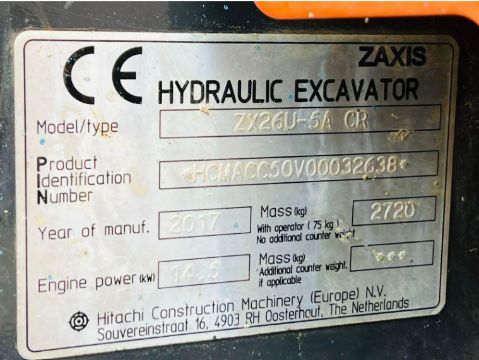 CE ZAXIS
HYDRAULIC EXCAVATOR
Model/type ZX26U-5A CR
Product Identification Number *HCMACC50V00032638*
Year of manuf. 2017
Mass (kg) 2720
With operator ( 75 kg )
No additional counter weight
Engine power (kW) 14.6
Mass (kg) ***
Additional counter weight,
if applicable
Hitachi Construction Machinery (Europe) N.V.
Souvereinstraat 16, 4903 RH Oosterhout, The Netherlands